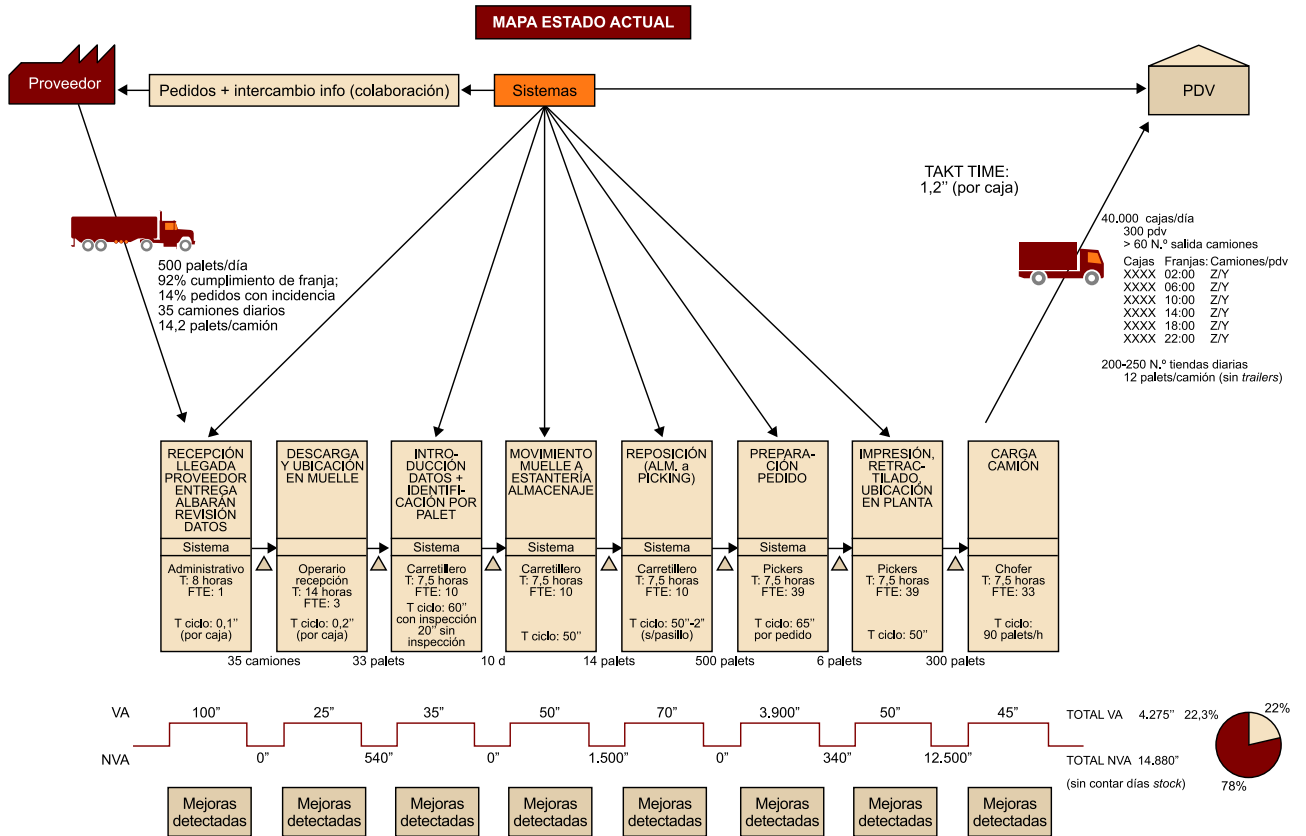 MAPA ESTADO ACTUAL
Proveedor
Pedidos + intercambio info (colaboración)
Sistemas
PDV
TAKT TIME:
1,2” (por caja)
500 palets/día
92% cumplimiento de franja;
14% pedidos con incidencia
35 camiones diarios
14,2 palets/camión
40.000 cajas/día
300 pdv
> 60 N.º salida camiones
Cajas Franjas: Camiones/pdv
XXXX 02:00 Z/Y
XXXX 06:00 Z/Y
XXXX 10:00 Z/Y
XXXX 14:00 Z/Y
XXXX 18:00 Z/Y
XXXX 22:00 Z/Y
200-250 N.º tiendas diarias
12 palets/camión (sin trailers)
RECEPCIÓN
LLEGADA
PROVEEDOR
ENTREGA
ALBARÁN
REVISIÓN
DATOS
Sistema
Administrativo
T: 8 horas
FTE: 1
T ciclo: 0,1”
(por caja)
DESCARGA
Y UBICACIÓN
EN MUELLE
Operario
recepción
T: 14 horas
FTE: 3
T ciclo: 0,2”
(por caja)
INTRO-
DUCCIÓN
DATOS +
IDENTIFI-
CACIÓN POR
PALET
Sistema
Carretillero
T: 7,5 horas
FTE: 10
T ciclo: 60”
con inspección
20” sin
inspección
MOVIMIENTO
MUELLE A
ESTANTERÍA
ALMACENAJE
Sistema
Carretillero
T: 7,5 horas
FTE: 10
T ciclo: 50”
REPOSICIÓN
(ALM. a
PICKING)
Sistema
Carretillero
T: 7,5 horas
FTE: 10
T ciclo: 50”-2”
(s/pasillo)
PREPARA-
CIÓN
PEDIDO
Sistema
Pickers
T: 7,5 horas
FTE: 39
T ciclo: 65”
por pedido
IMPRESIÓN,
RETRAC-
TILADO,
UBICACIÓN
EN PLANTA
Pickers
T: 7,5 horas
FTE: 39
T ciclo: 50”
CARGA
CAMIÓN
Chofer
T: 7,5 horas
FTE: 33
T ciclo:
90 palets/h
35 camiones 33 palets 10 d 14 palets 500 palets 6 palets 300 palets
VA 100” 25” 35” 50” 70” 3.900” 50” 45” TOTAL VA 4.275” 22,3%
22%
NVA 0” 540” 0” 1.500” 0” 340” 12.500” TOTAL NVA 14.880”
(sin contar días stock)
78%
Mejoras
detectadas
Mejoras
detectadas
Mejoras
detectadas
Mejoras
detectadas
Mejoras
detectadas
Mejoras
detectadas
Mejoras
detectadas
Mejoras
detectadas